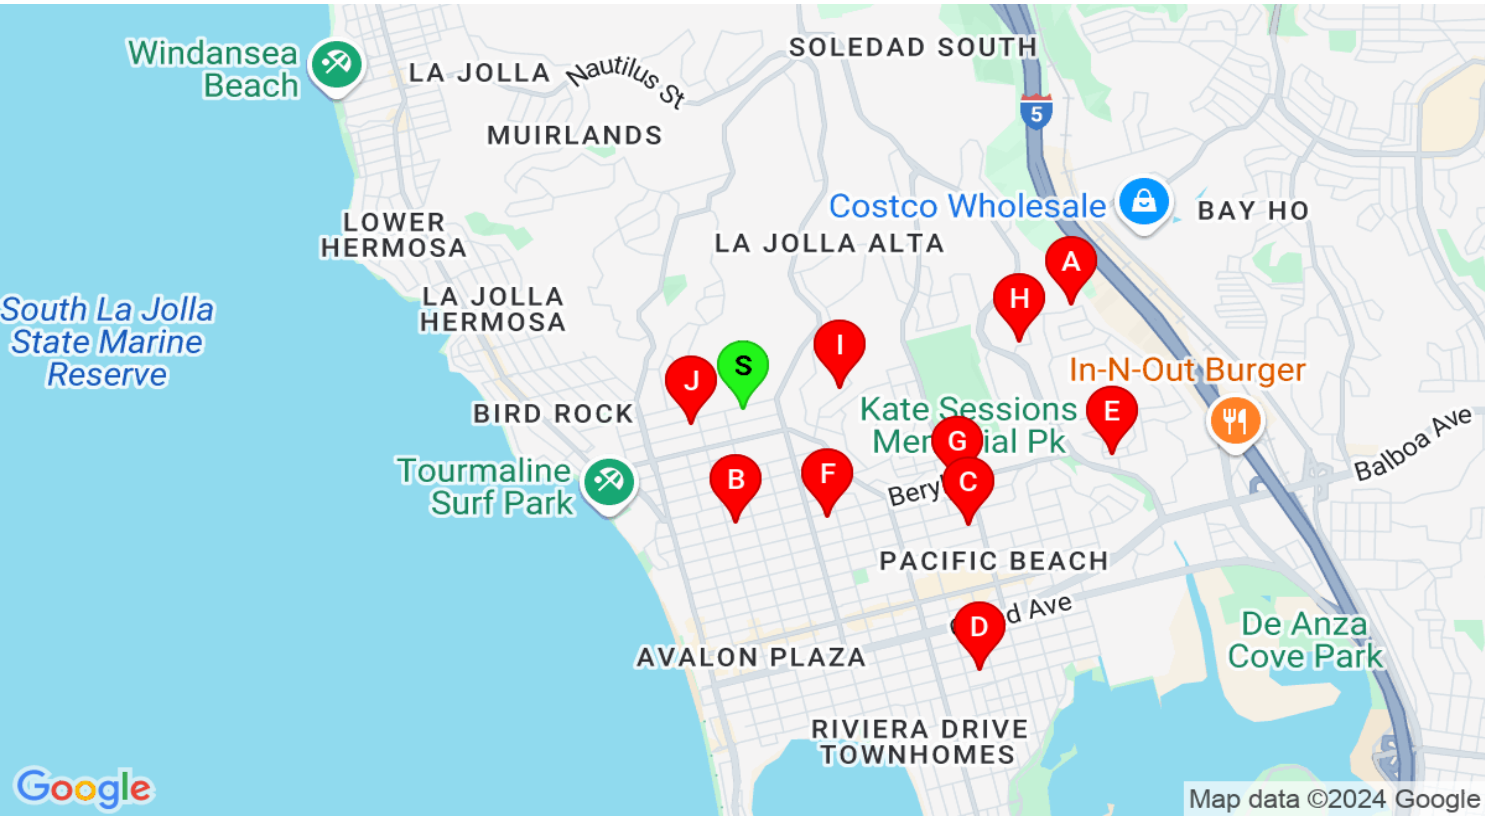 SOLEDAD SOUTH
Windansea
Beach
LA JOLLA
Nautilus St
5
MUIRLANDS
Costco Wholesale
BAY HO
LOWER
HERMOSA
LA JOLLA ALTA
A
H
LA JOLLA
HERMOSA
South La Jolla
State Marine
Reserve
I
S
J
In-N-Out Burger
BIRD ROCK
Kate Sessions
Memorial Pk
E
G
Balboa Ave
Tourmaline
Surf Park
B
F
C
Beryl
PACIFIC BEACH
D
d Ave
De Anza
Cove Park
AVALON PLAZA
RIVIERA DRIVE
TOWNHOMES
Google
Map data ©2024 Google